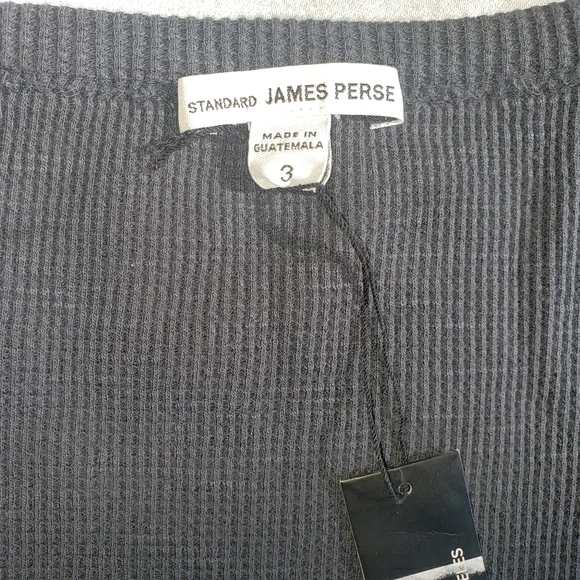 STANDARD JAMES PERSE
MADE IN
GUATEMALA
3